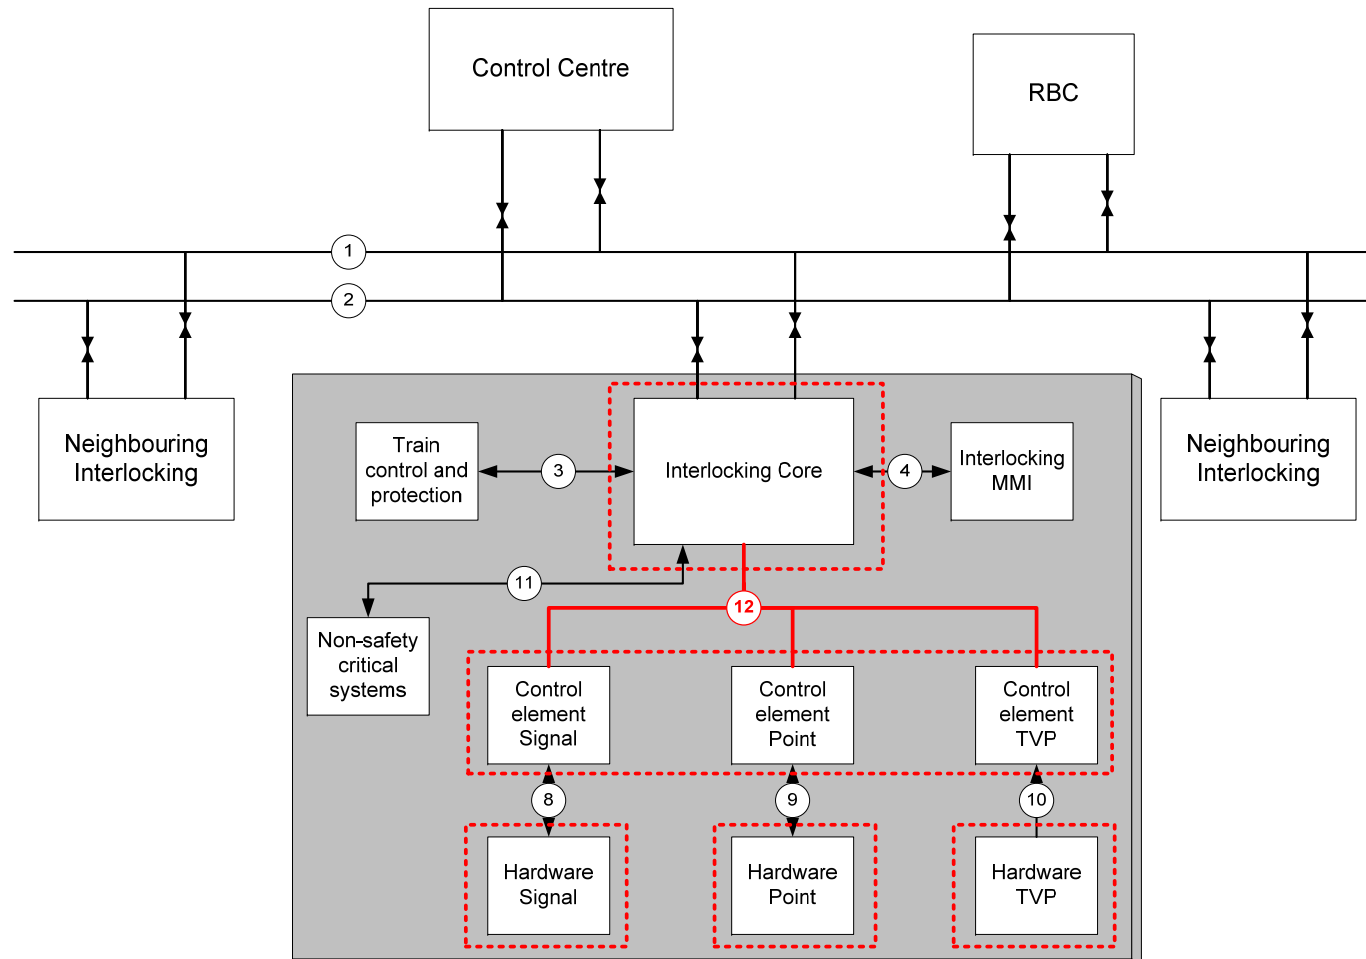 Control Centre
RBC
1
2
Neighbouring
Interlocking
Train
control and
protection
3
Interlocking Core
4
Interlocking
MMI
Neighbouring
Interlocking
11
12
Non-safety
critical
systems
Control
element
Signal
Control
element
Point
Control
element
TVP
8
9
10
Hardware
Signal
Hardware
Point
Hardware
TVP